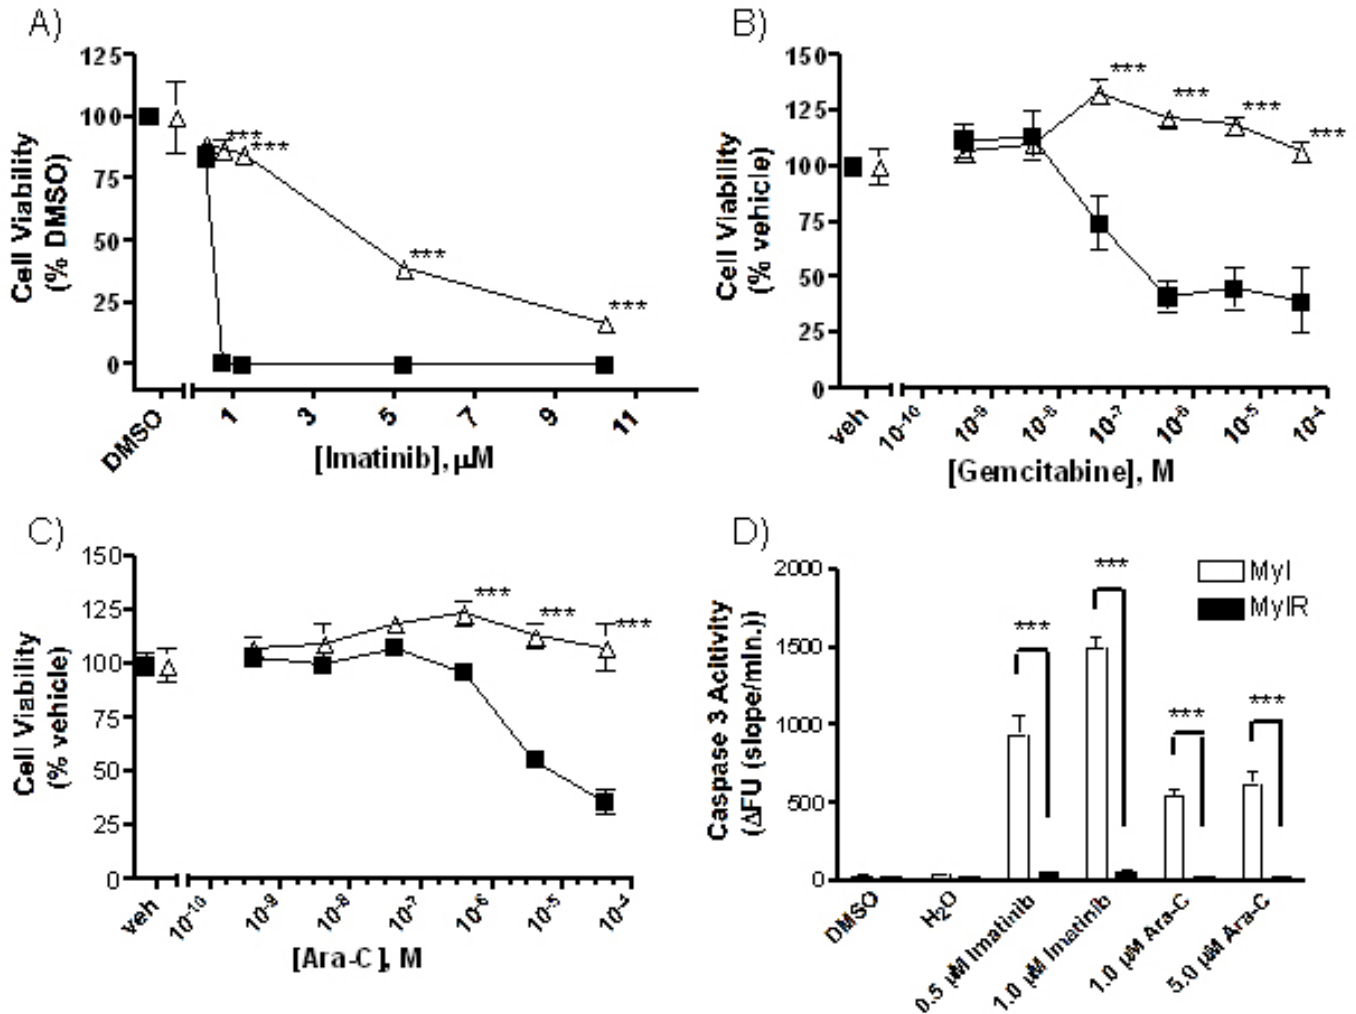 A)
125
100
75
50
25
0
Cell Viability
(% DMSO)
***
***
***
***
DMSO
1
3
5
7
9
11
[Imatinib], µM
B)
150
125
100
75
50
25
0
Cell Viability
(% vehicle)
***
***
***
***
veh
10-10
10-9
10-8
10-7
10-6
10-5
10-4
[Gemcitabine], M
C)
150
125
100
75
50
25
0
Cell Viability
(% vehicle)
***
***
***
veh
10-10
10-9
10-8
10-7
10-6
10-5
10-4
[Ara-C], M
D)
2000
1500
1000
500
0
Caspase 3 Acitivity
(ΔFU (slope/min.))
***
***
***
***
MyI
MyIR
DMSO
H2O
0.5 µM Imatinib
1.0 µM Imatinib
1.0 µM Ara-C
5.0 µM Ara-C